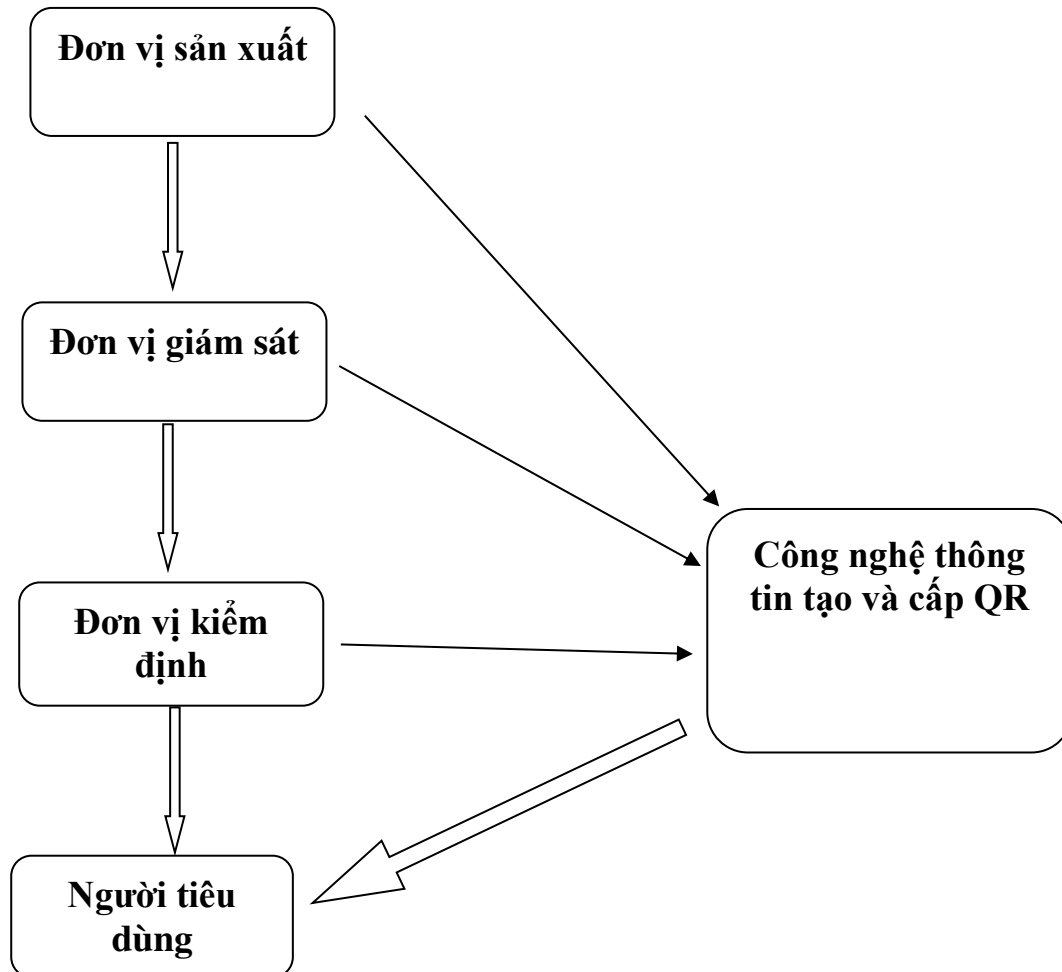 Đơn vị sản xuất
Đơn vị giám sát
Công nghệ thông
tin tạo và cấp QR
Đơn vị kiểm
định
Người tiêu
dùng